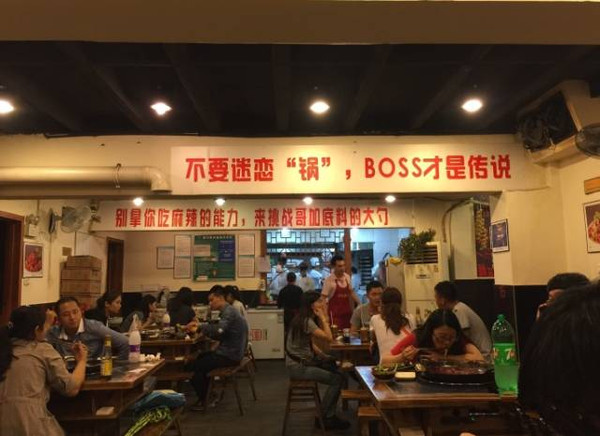 不要迷恋“锅”，BOSS才是传说
别拿你吃麻辣的能力，来挑战哥加底料的大勺
7